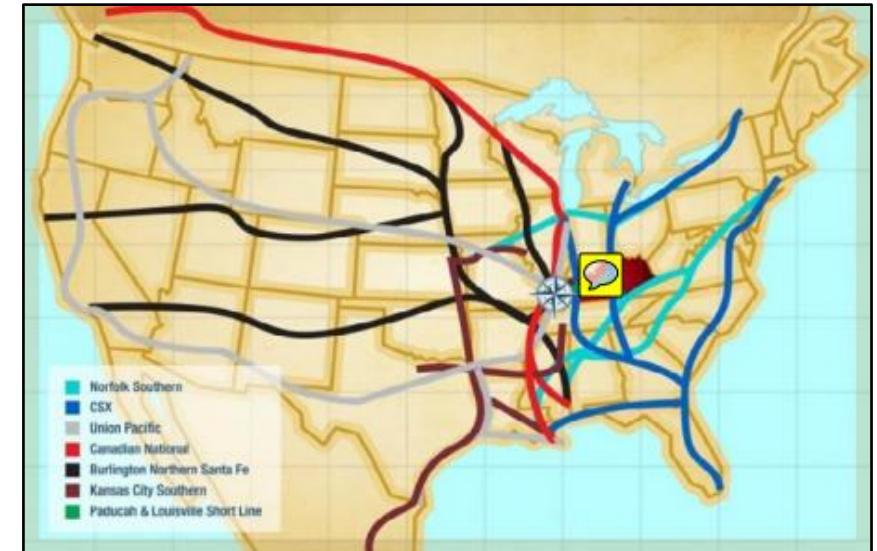 Norfolk Southern
CSX
Union Pacific
Canadian National
Burlington Northern Santa Fe
Kansas City Southern
Paducah & Louisville Short Line